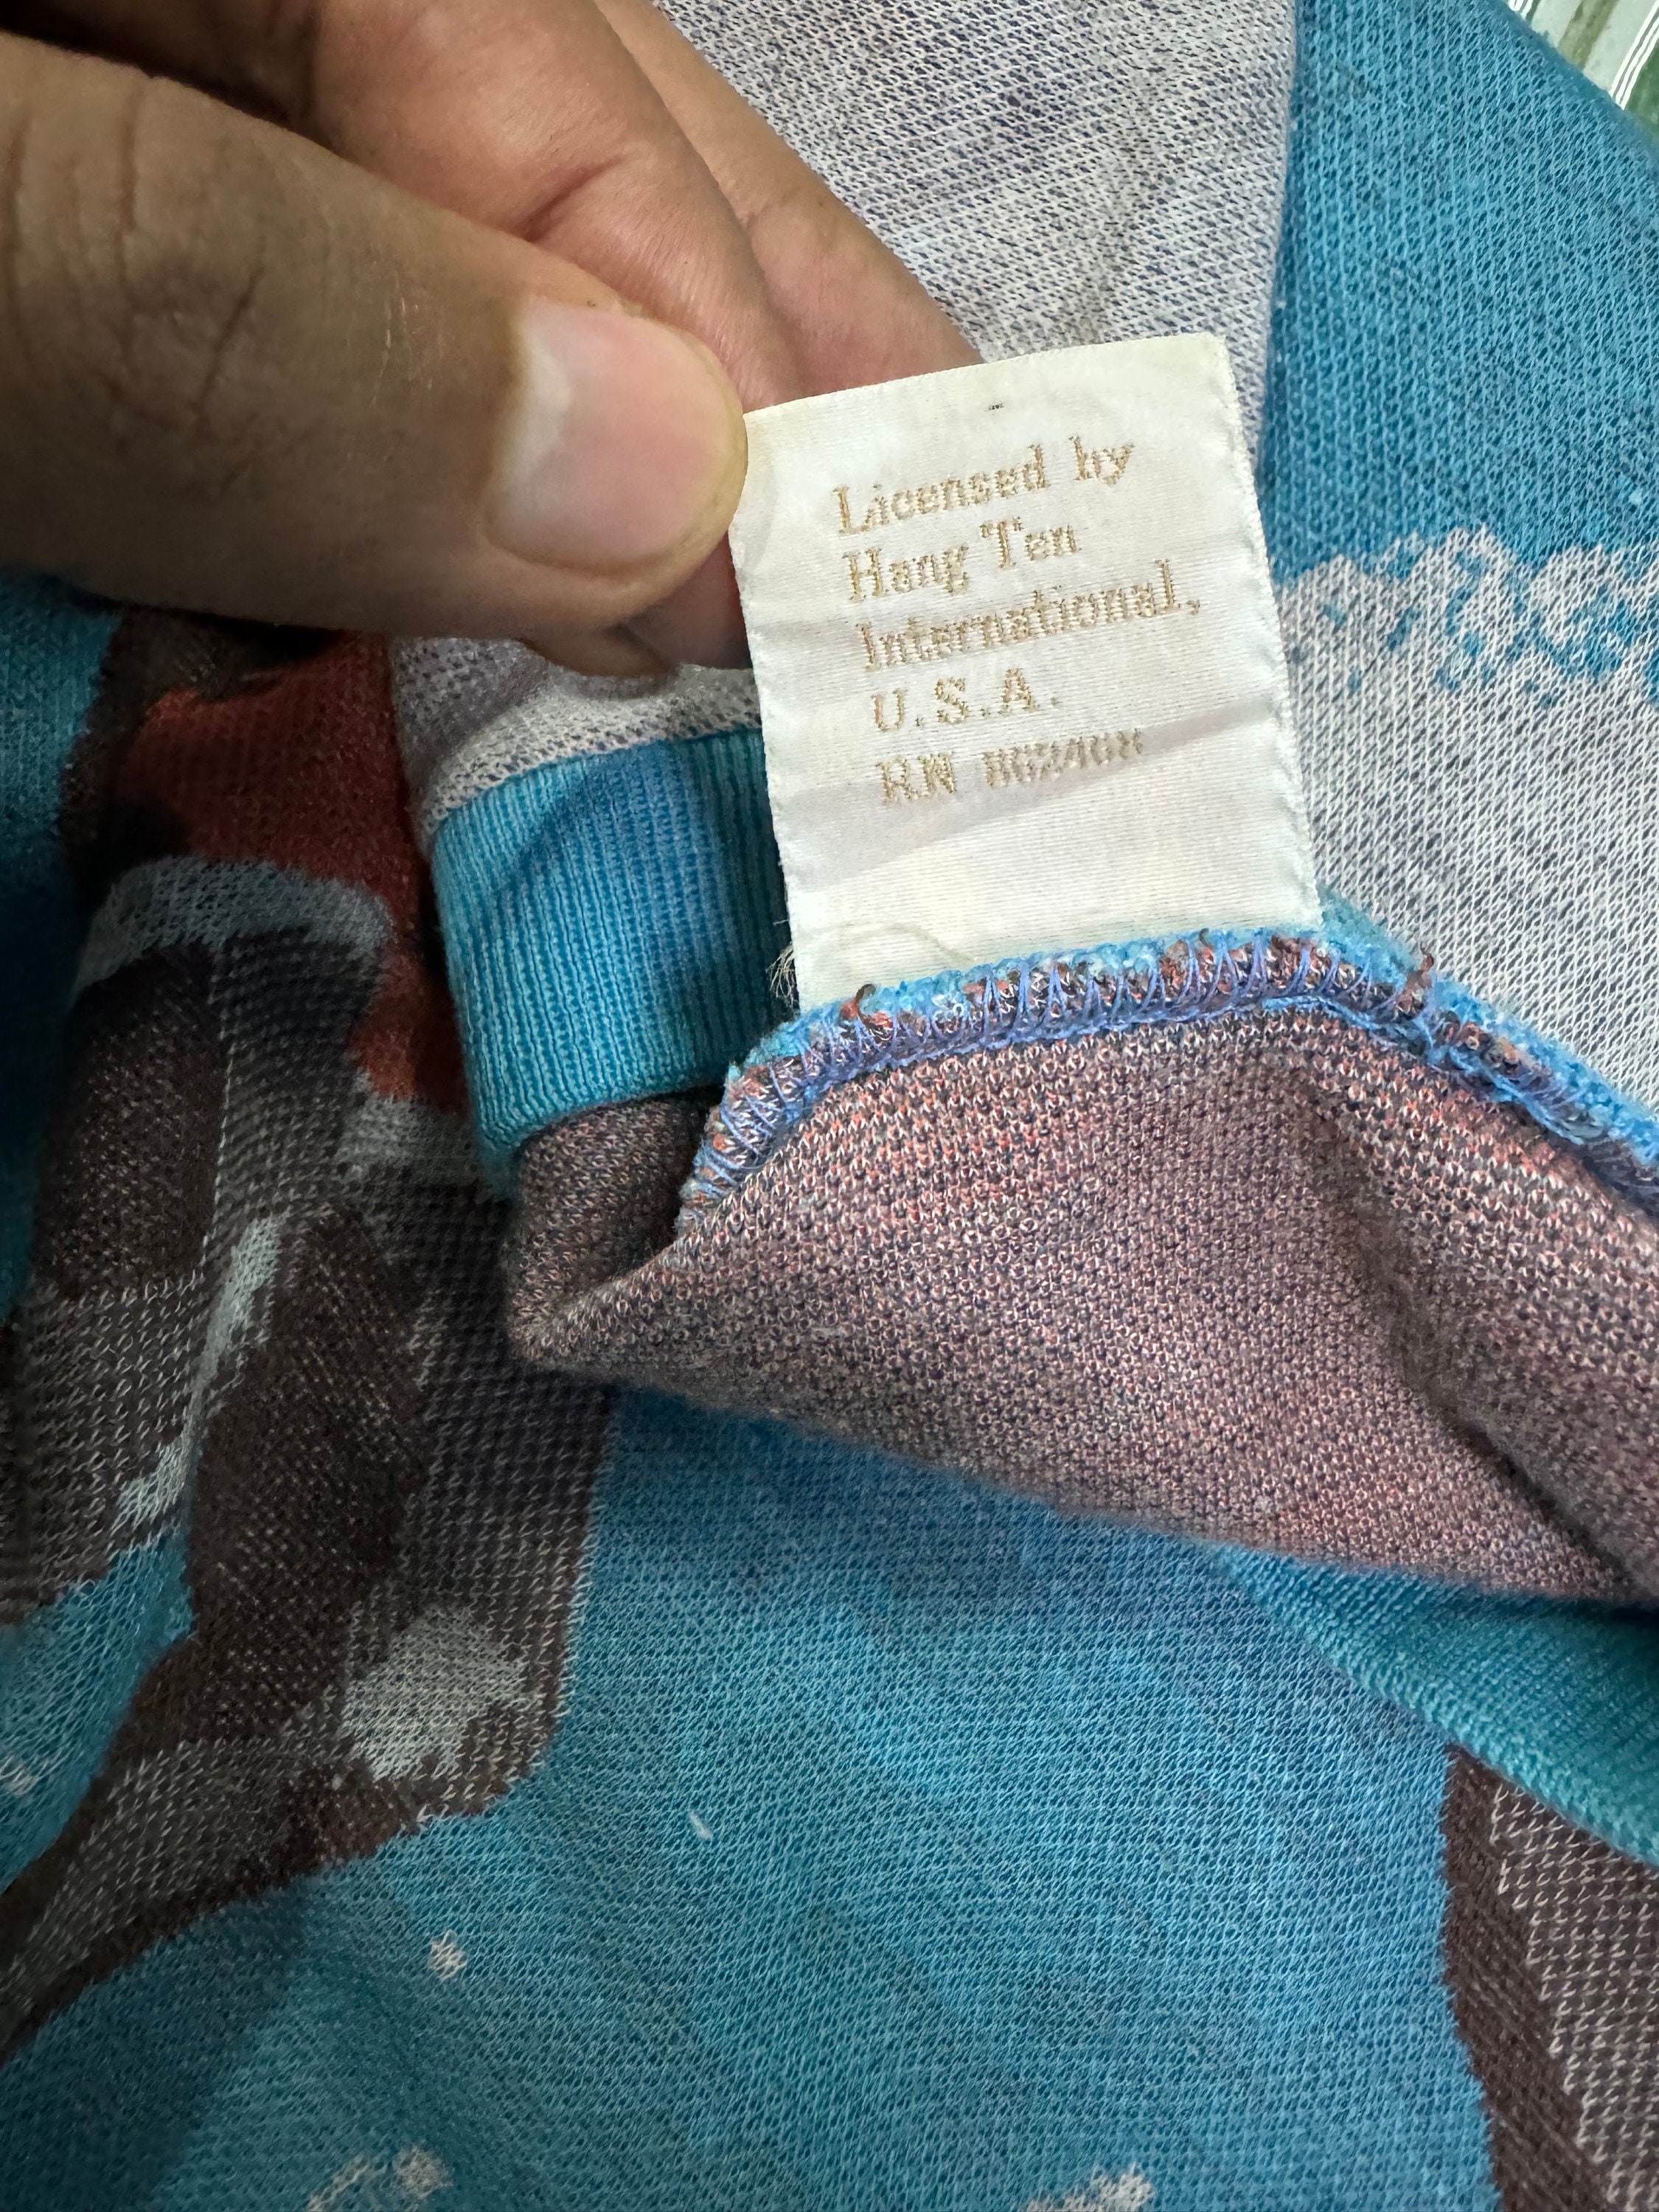 Licensed by
Hang Ten
International,
U.S.A.
RN